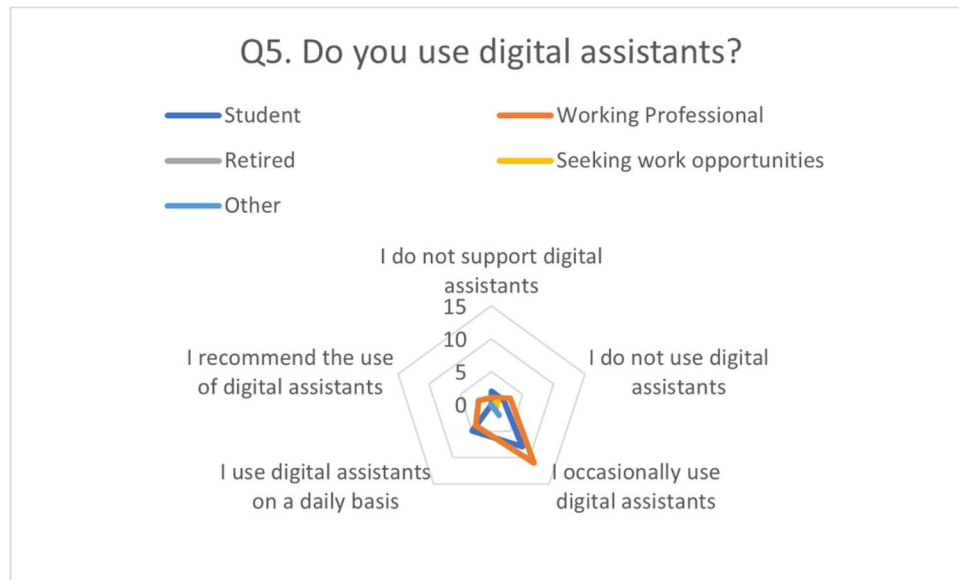 Q5. Do you use digital assistants?
Student
Working Professional
Retired
Seeking work opportunities
Other
I do not support digital
assistants
15
10
5
0
I do not use digital
assistants
I occasionally use
digital assistants
I use digital assistants
on a daily basis
I recommend the use
of digital assistants